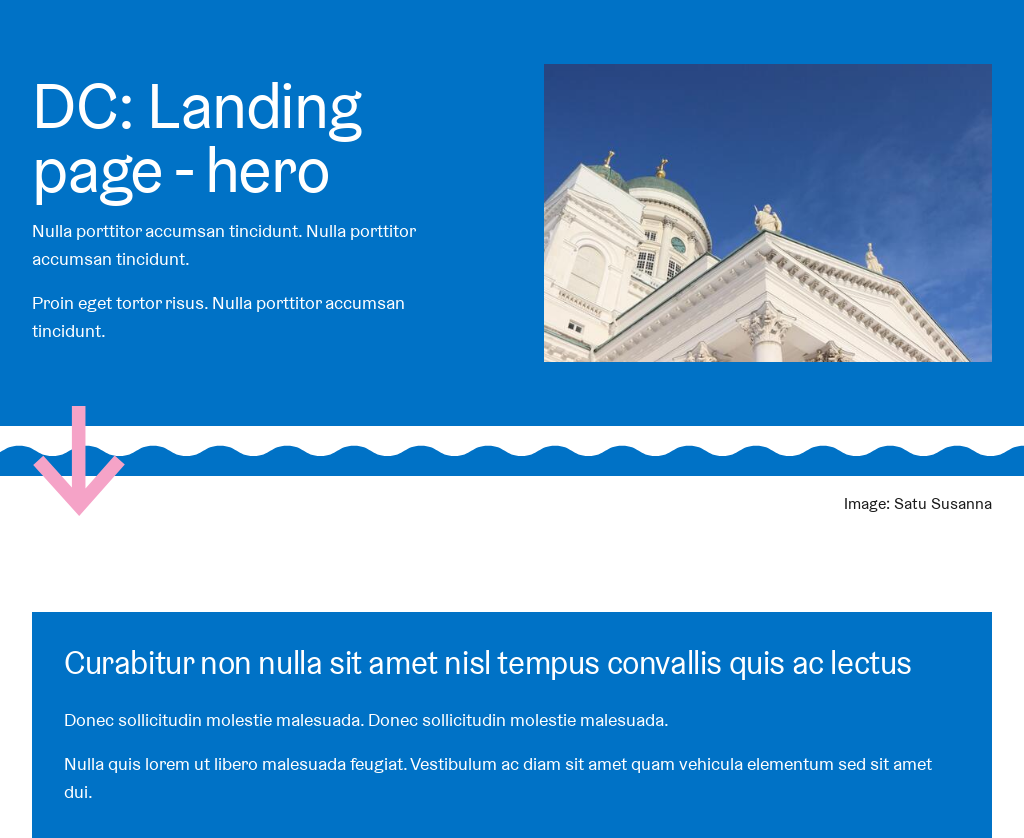 DC: Landing
page - hero
Nulla porttitor accumsan tincidunt. Nulla porttitor
accumsan tincidunt.
Proin eget tortor risus. Nulla porttitor accumsan
tincidunt.
Image: Satu Susanna
Curabitur non nulla sit amet nisl tempus convallis quis ac lectus
Donec sollicitudin molestie malesuada. Donec sollicitudin molestie malesuada.
Nulla quis lorem ut libero malesuada feugiat. Vestibulum ac diam sit amet quam vehicula elementum sed sit amet
dui.